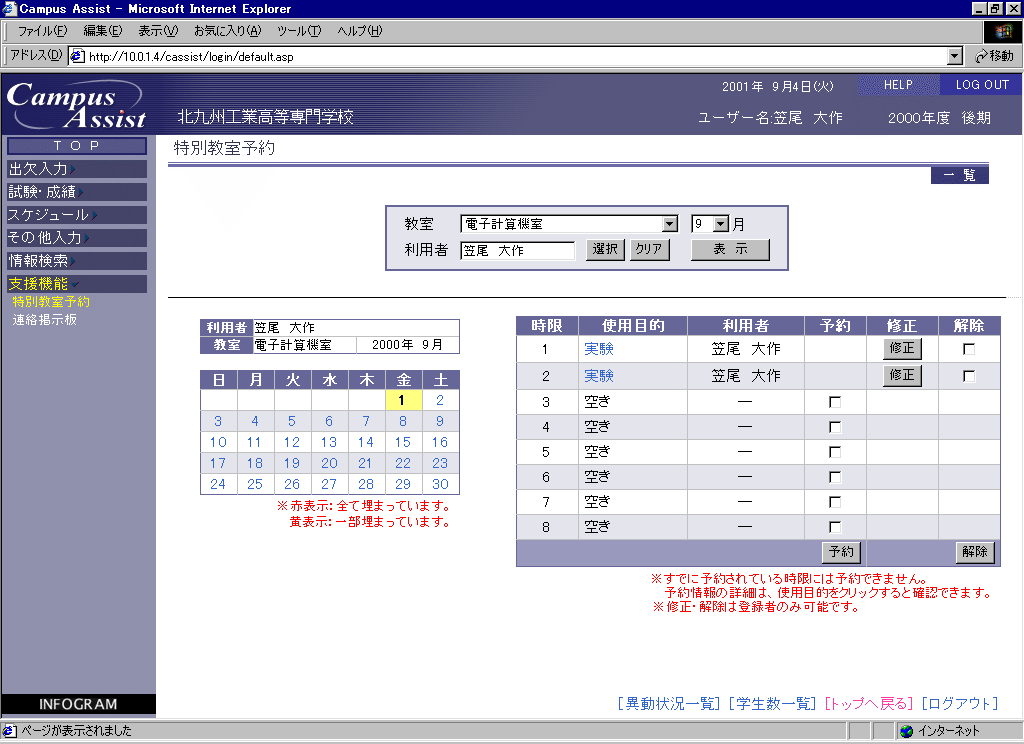 Campus Assist - Microsoft Internet Explorer
ファイル(F) 編集(E) 表示(V) お気に入り(A) ツール(T) ヘルプ(H)
アドレス(D) http://10.0.1.4/cassist/login/default.asp 移動
2001年 9月4日(火) HELP LOG OUT
Campus Assist
北九州工業高等専門学校 ユーザー名:笠尾 大作 2000年度 後期
TOP
出欠入力
試験・成績
スケジュール
その他入力
情報検索
支援機能
特別教室予約
連絡掲示板
INFOGRAM
特別教室予約
一 覧
教室 電子計算機室 9 月
利用者 笠尾 大作 選択 クリア 表 示
利用者 笠尾 大作
教室 電子計算機室 2000年 9月
日 月 火 水 木 金 土
1 2
3 4 5 6 7 8 9
10 11 12 13 14 15 16
17 18 19 20 21 22 23
24 25 26 27 28 29 30
※赤表示:全て埋まっています。
黄表示:一部埋まっています。
時限 使用目的 利用者 予約 修正 解除
1 実験 笠尾 大作 修正
2 実験 笠尾 大作 修正
3 空き ―
4 空き ―
5 空き ―
6 空き ―
7 空き ―
8 空き ―
予約 解除
※すでに予約されている時限には予約できません。
予約情報の詳細は、使用目的をクリックすると確認できます。
※修正・解除は登録者のみ可能です。
[異動状況一覧] [学生数一覧] [トップへ戻る] [ログアウト]
ページが表示されました インターネット